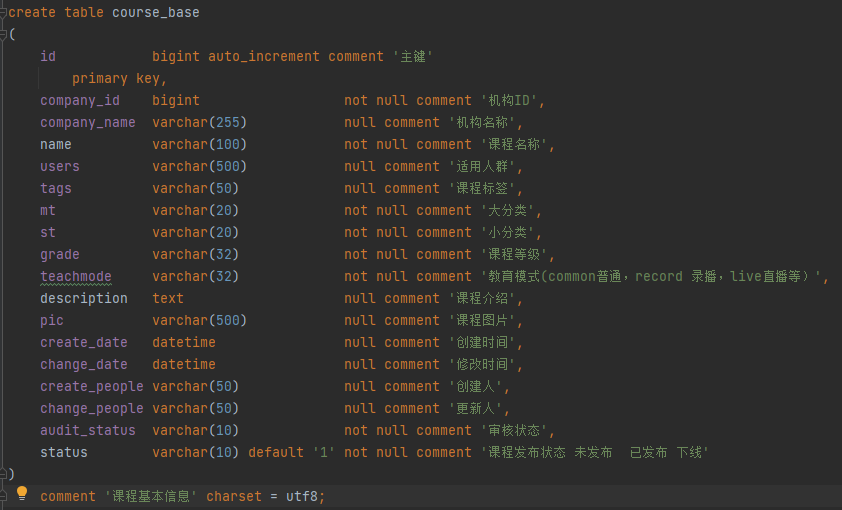 create table course_base
(
id bigint auto_increment comment '主键'
primary key,
company_id bigint not null comment '机构ID',
company_name varchar(255) null comment '机构名称',
name varchar(100) not null comment '课程名称',
users varchar(500) null comment '适用人群',
tags varchar(50) null comment '课程标签',
mt varchar(20) not null comment '大分类',
st varchar(20) not null comment '小分类',
grade varchar(32) not null comment '课程等级',
teachmode varchar(32) not null comment '教育模式(common普通，record 录播，live直播等）',
description text null comment '课程介绍',
pic varchar(500) null comment '课程图片',
create_date datetime null comment '创建时间',
change_date datetime null comment '修改时间',
create_people varchar(50) null comment '创建人',
change_people varchar(50) null comment '更新人',
audit_status varchar(10) not null comment '审核状态',
status varchar(10) default '1' not null comment '课程发布状态 未发布  已发布 下线'
)
comment '课程基本信息' charset = utf8;